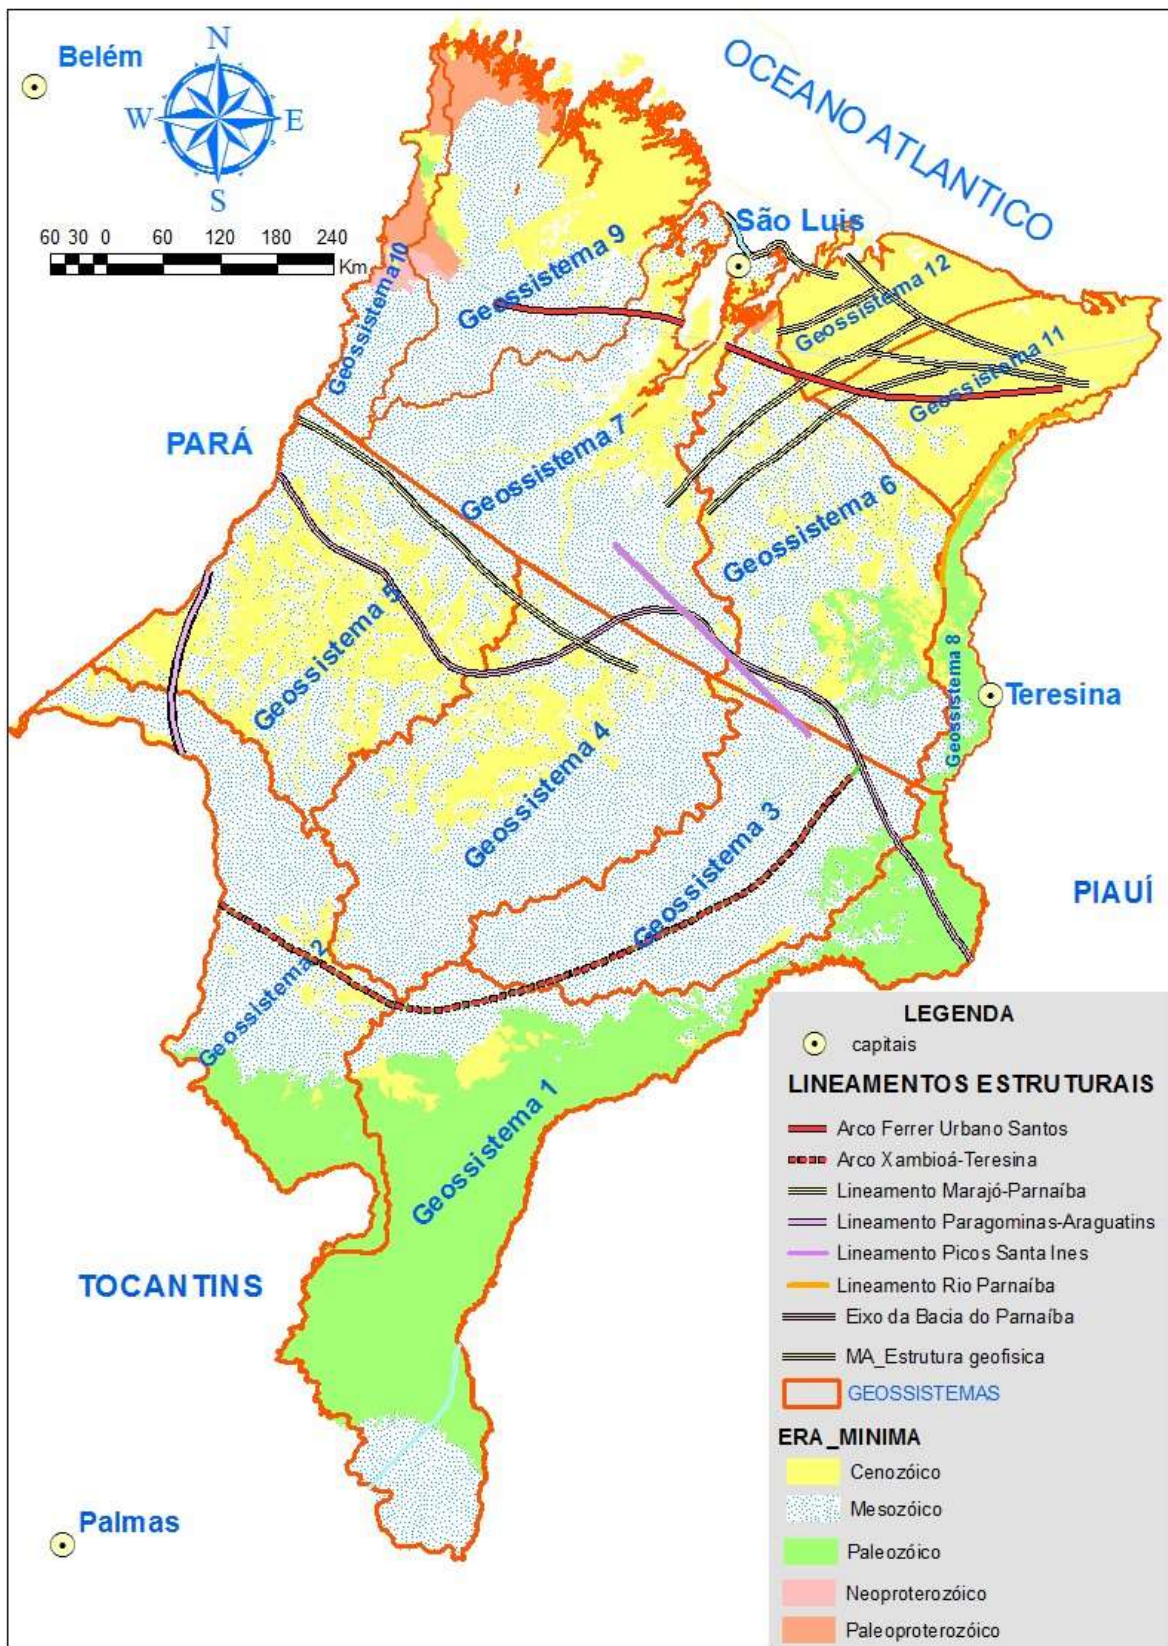 Belém
N
W
E
S
60 30 0 60 120 180 240
Km
OCEANO ATLANTICO
São Luis
Geossistema 9
Geossistema 10
Geossistema 12
Geossistema 11
PARÁ
Geossistema 7
Geossistema 6
Geossistema 5
Geossistema 8
Teresina
Geossistema 4
Geossistema 3
PIAUÍ
Geossistema 2
Geossistema 1
TOCANTINS
Palmas
LEGENDA
capitais
LINEAMENTOS ESTRUTURAIS
Arco Ferrer Urbano Santos
Arco Xambioá-Teresina
Lineamento Marajó-Parnaíba
Lineamento Paragominas-Araguatins
Lineamento Picos Santa Ines
Lineamento Rio Parnaíba
Eixo da Bacia do Parnaíba
MA_Estrutura geofisica
GEOSSISTEMAS
ERA_MINIMA
Cenozóico
Mesozóico
Paleozóico
Neoproterozóico
Paleoproterozóico